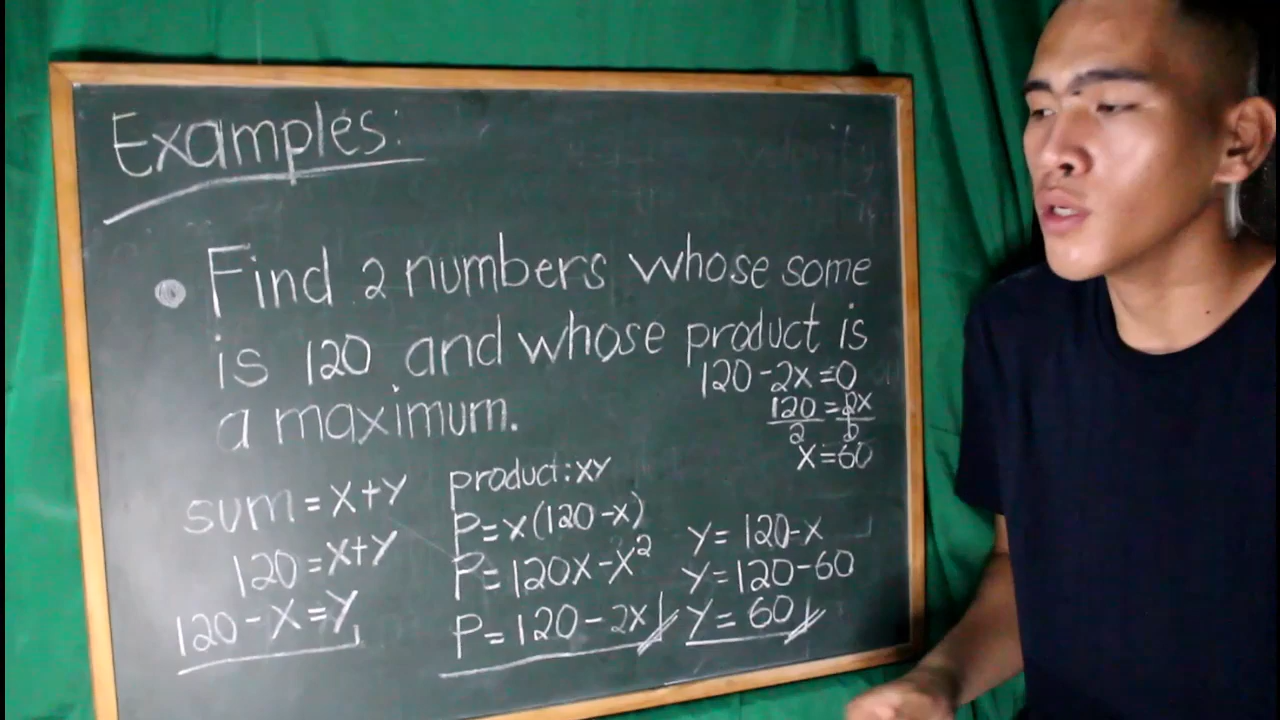 Examples:
Find 2 numbers whose some
is 120 and whose product is
a maximum.
sum = x+y
120 = x+y
120 - x = y
product: xy
P = x(120-x)
P = 120x - x²
P = 120 - 2x
120 - 2x = 0
120 = 2x
2 2
x = 60
y = 120-x
y = 120-60
y = 60